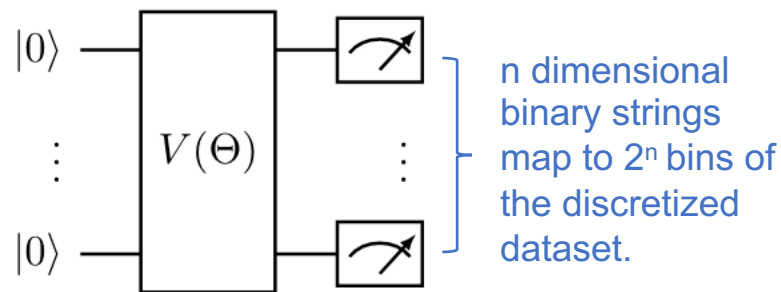 |0⟩
⋮
|0⟩
V(Θ)
⋮
n dimensional
binary strings
map to 2ⁿ bins of
the discretized
dataset.